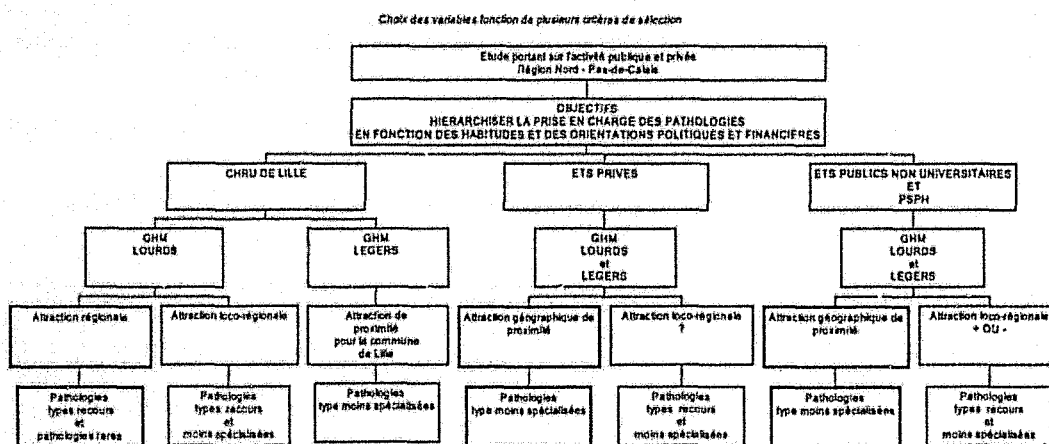 Choix des variables fonction de plusieurs critères de sélection
Etude portant sur l'activité publique et privée
Région Nord - Pas-de-Calais
OBJECTIFS
HIERARCHISER LA PRISE EN CHARGE DES PATHOLOGIES
EN FONCTION DES HABITUDES ET DES ORIENTATIONS POLITIQUES ET FINANCIERES
CHRU DE LILLE
ETS PRIVES
ETS PUBLICS NON UNIVERSITAIRES
ET
PSPH
GHM
LOURDS
GHM
LEGERS
GHM
LOURDS
et
LEGERS
GHM
LOURDS
et
LEGERS
Attraction régionale
Attraction loco-régionale
Attraction de
proximité
pour la commune
de Lille
Attraction géographique de
proximité
Attraction loco-régionale
?
Attraction géographique de
proximité
Attraction loco-régionale
+ OU -
Pathologies
types recours
et
pathologies rares
Pathologies
types recours
et
moins spécialisées
Pathologies
type moins spécialisées
Pathologies
type moins spécialisées
Pathologies
types recours
et
moins spécialisées
Pathologies
type moins spécialisées
Pathologies
types recours
et
moins spécialisées